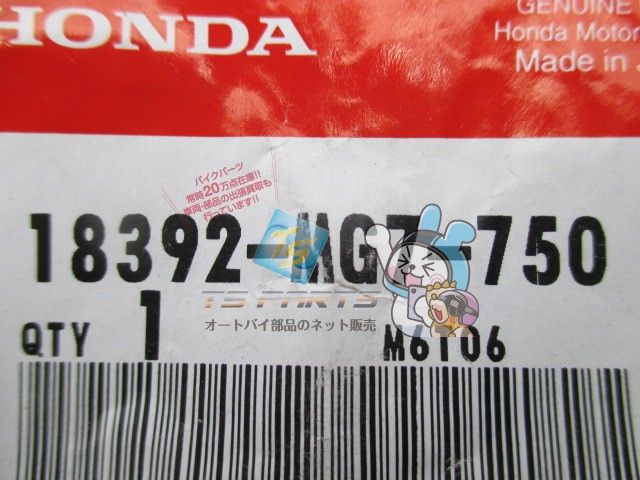 HONDA
GENUINE
Honda Motor
Made in J
バイクパーツ
常時20万点在庫!!
車両・部品の出張買取も
行っています!!
18392-MGZ-750
TS
TS PARTS
オートバイ部品のネット販売
QTY 1 M6106